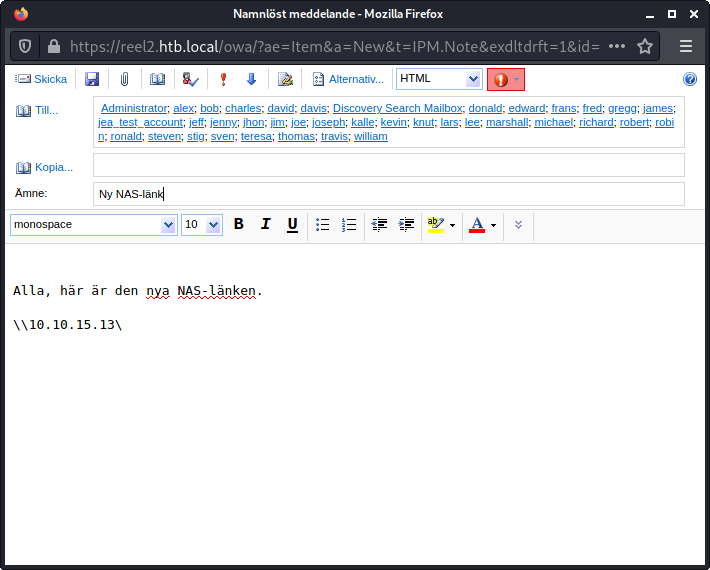 Namnlöst meddelande - Mozilla Firefox
https://reel2.htb.local/owa/?ae=Item&a=New&t=IPM.Note&exdltdrft=1&id=
Skicka Alternativ... HTML
Till... Administrator; alex; bob; charles; david; davis; Discovery Search Mailbox; donald; edward; frans; fred; gregg; james;
jea_test_account; jeff; jenny; jhon; jim; joe; joseph; kalle; kevin; knut; lars; lee; marshall; michael; richard; robert; robi
n; ronald; steven; stig; sven; teresa; thomas; travis; william
Kopia...
Ämne: Ny NAS-länk
monospace 10 B I U ab A
Alla, här är den nya NAS-länken.
\\10.10.15.13\